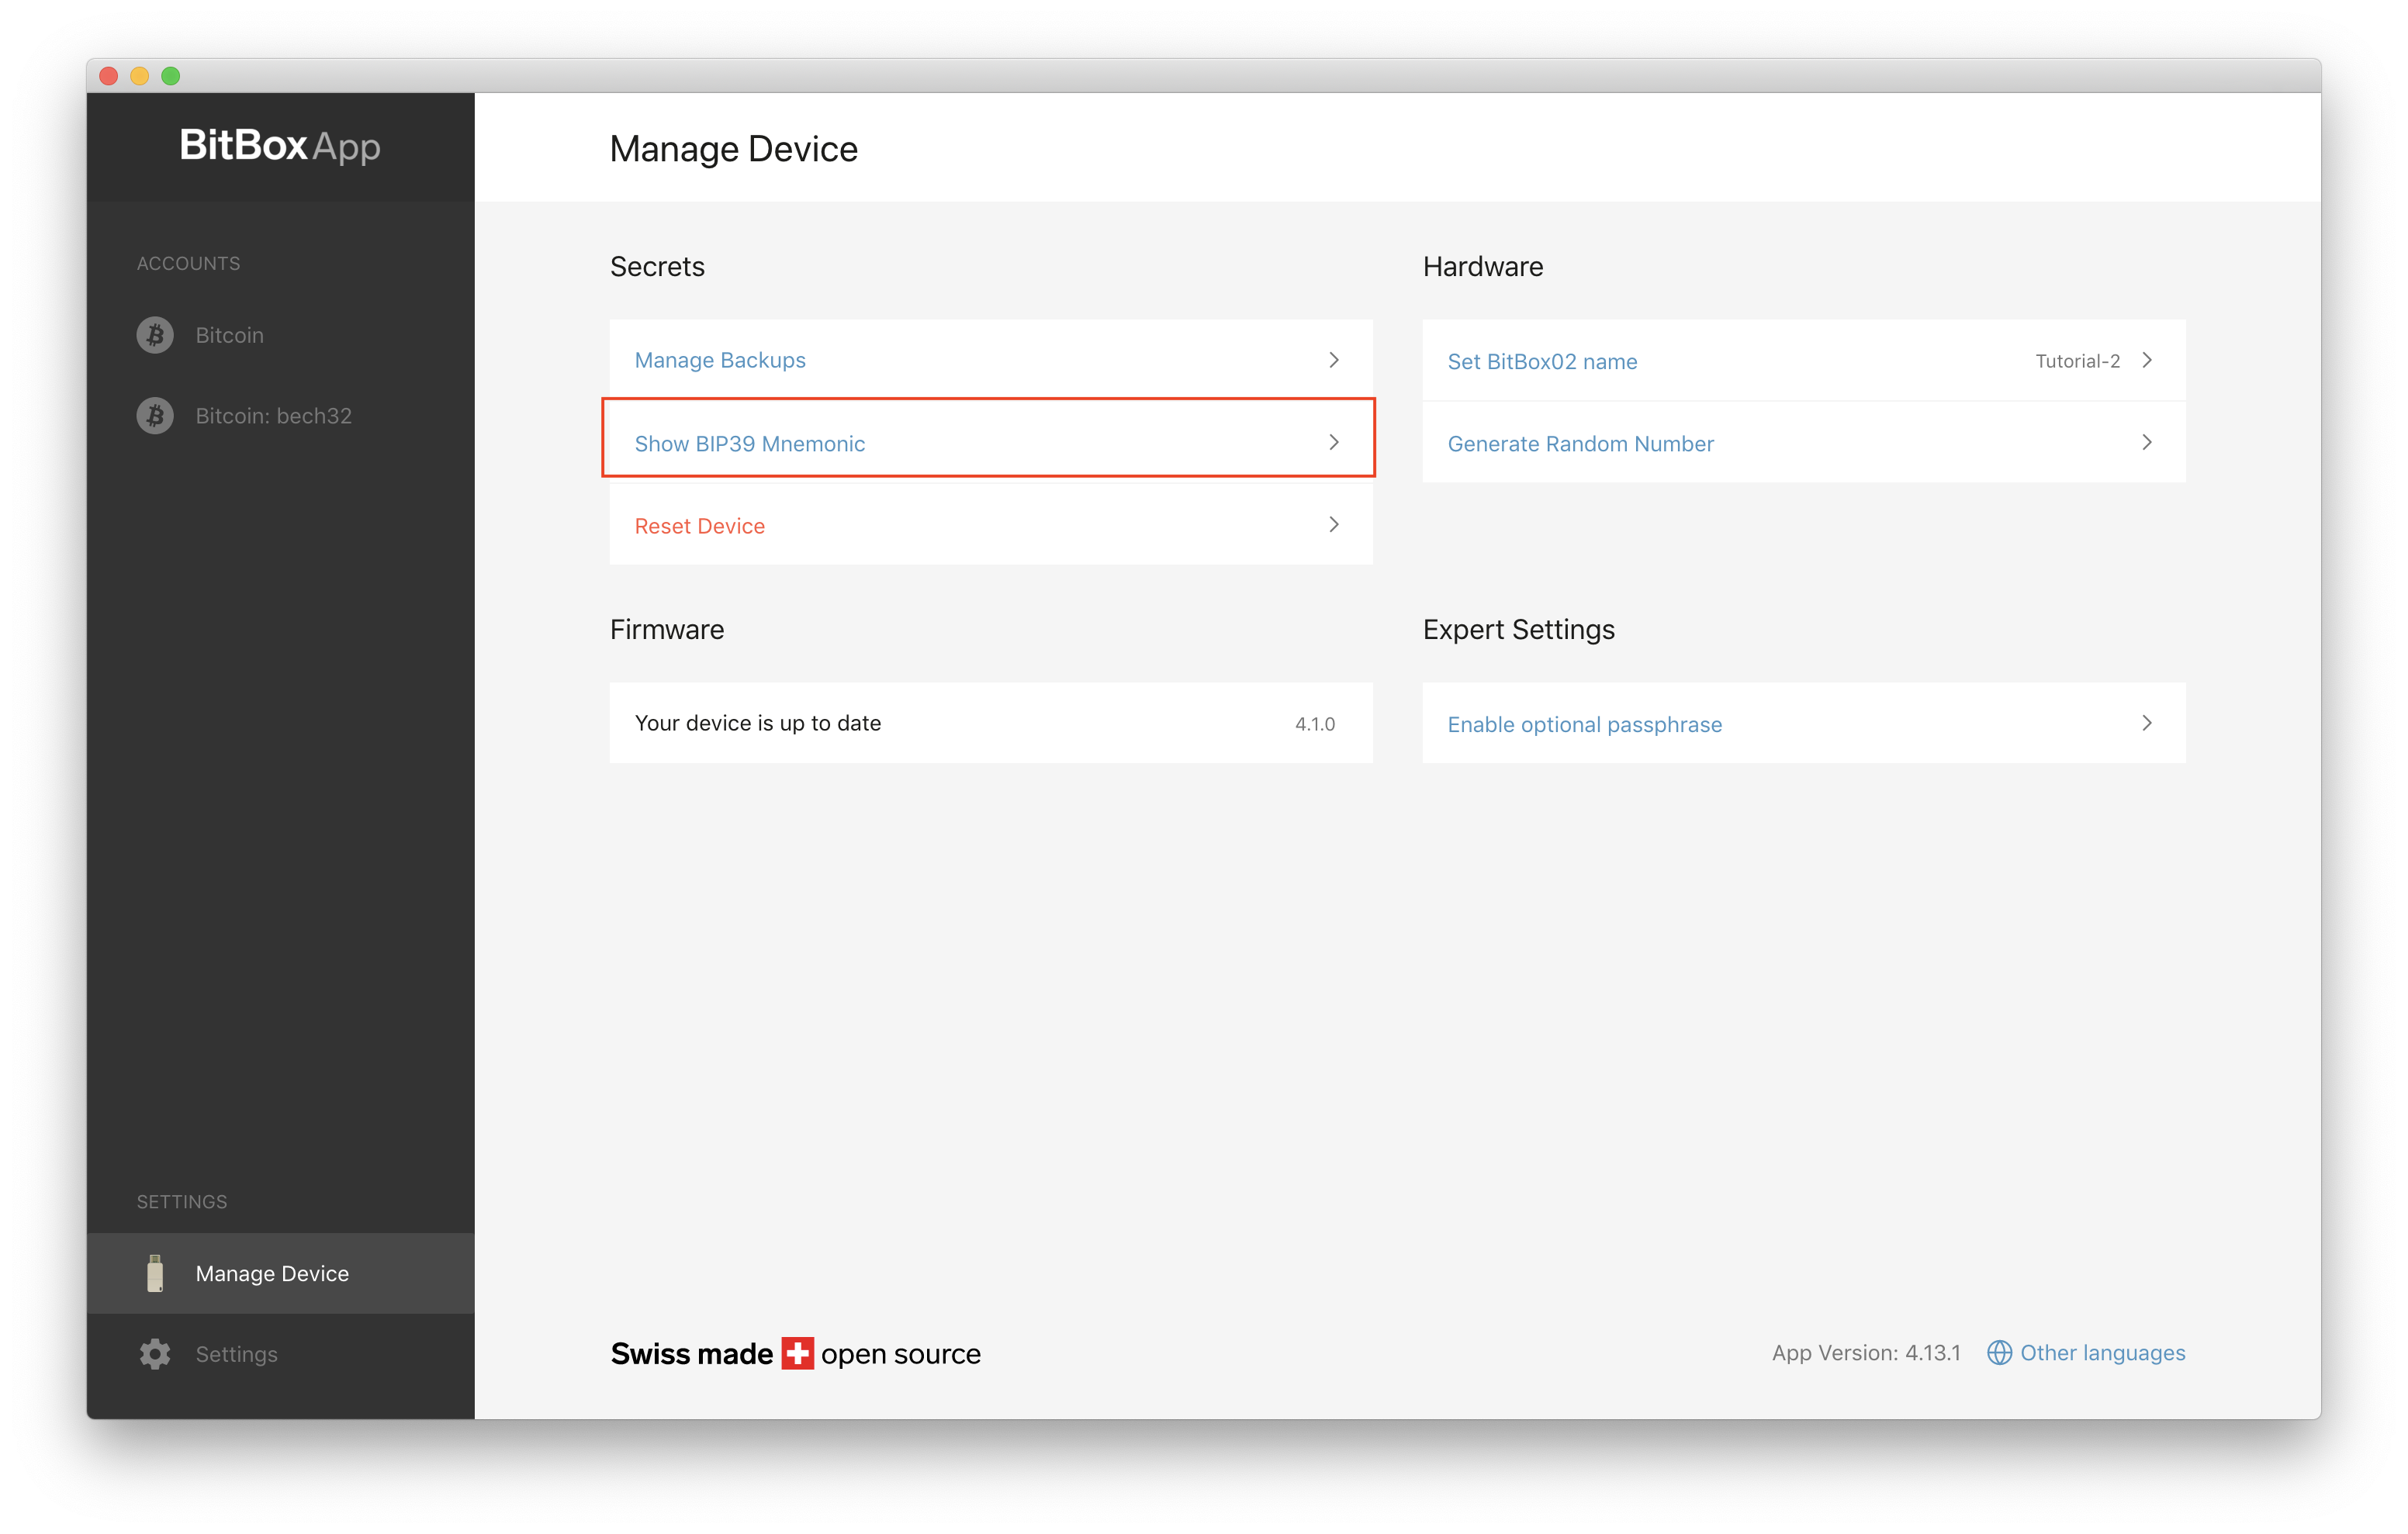 BitBox App
ACCOUNTS
Bitcoin
Bitcoin: bech32
SETTINGS
Manage Device
Settings
Manage Device
Secrets
Manage Backups
Show BIP39 Mnemonic
Reset Device
Hardware
Set BitBox02 name Tutorial-2
Generate Random Number
Firmware
Your device is up to date 4.1.0
Expert Settings
Enable optional passphrase
Swiss made open source
App Version: 4.13.1 Other languages